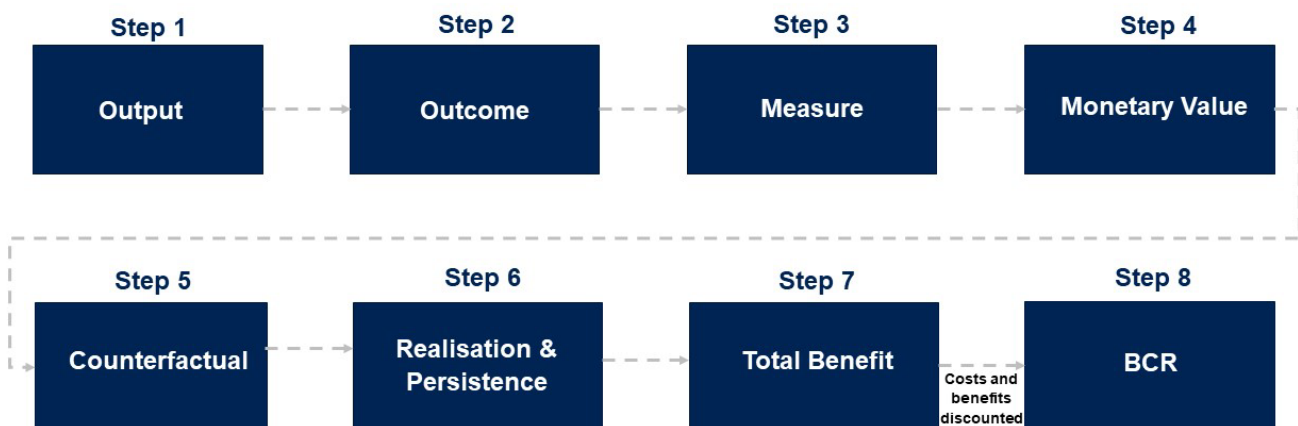 Step 1
Step 2
Step 3
Step 4
Output
Outcome
Measure
Monetary Value
Step 5
Step 6
Step 7
Step 8
Counterfactual
Realisation &
Persistence
Total Benefit
Costs and
benefits
discounted
BCR